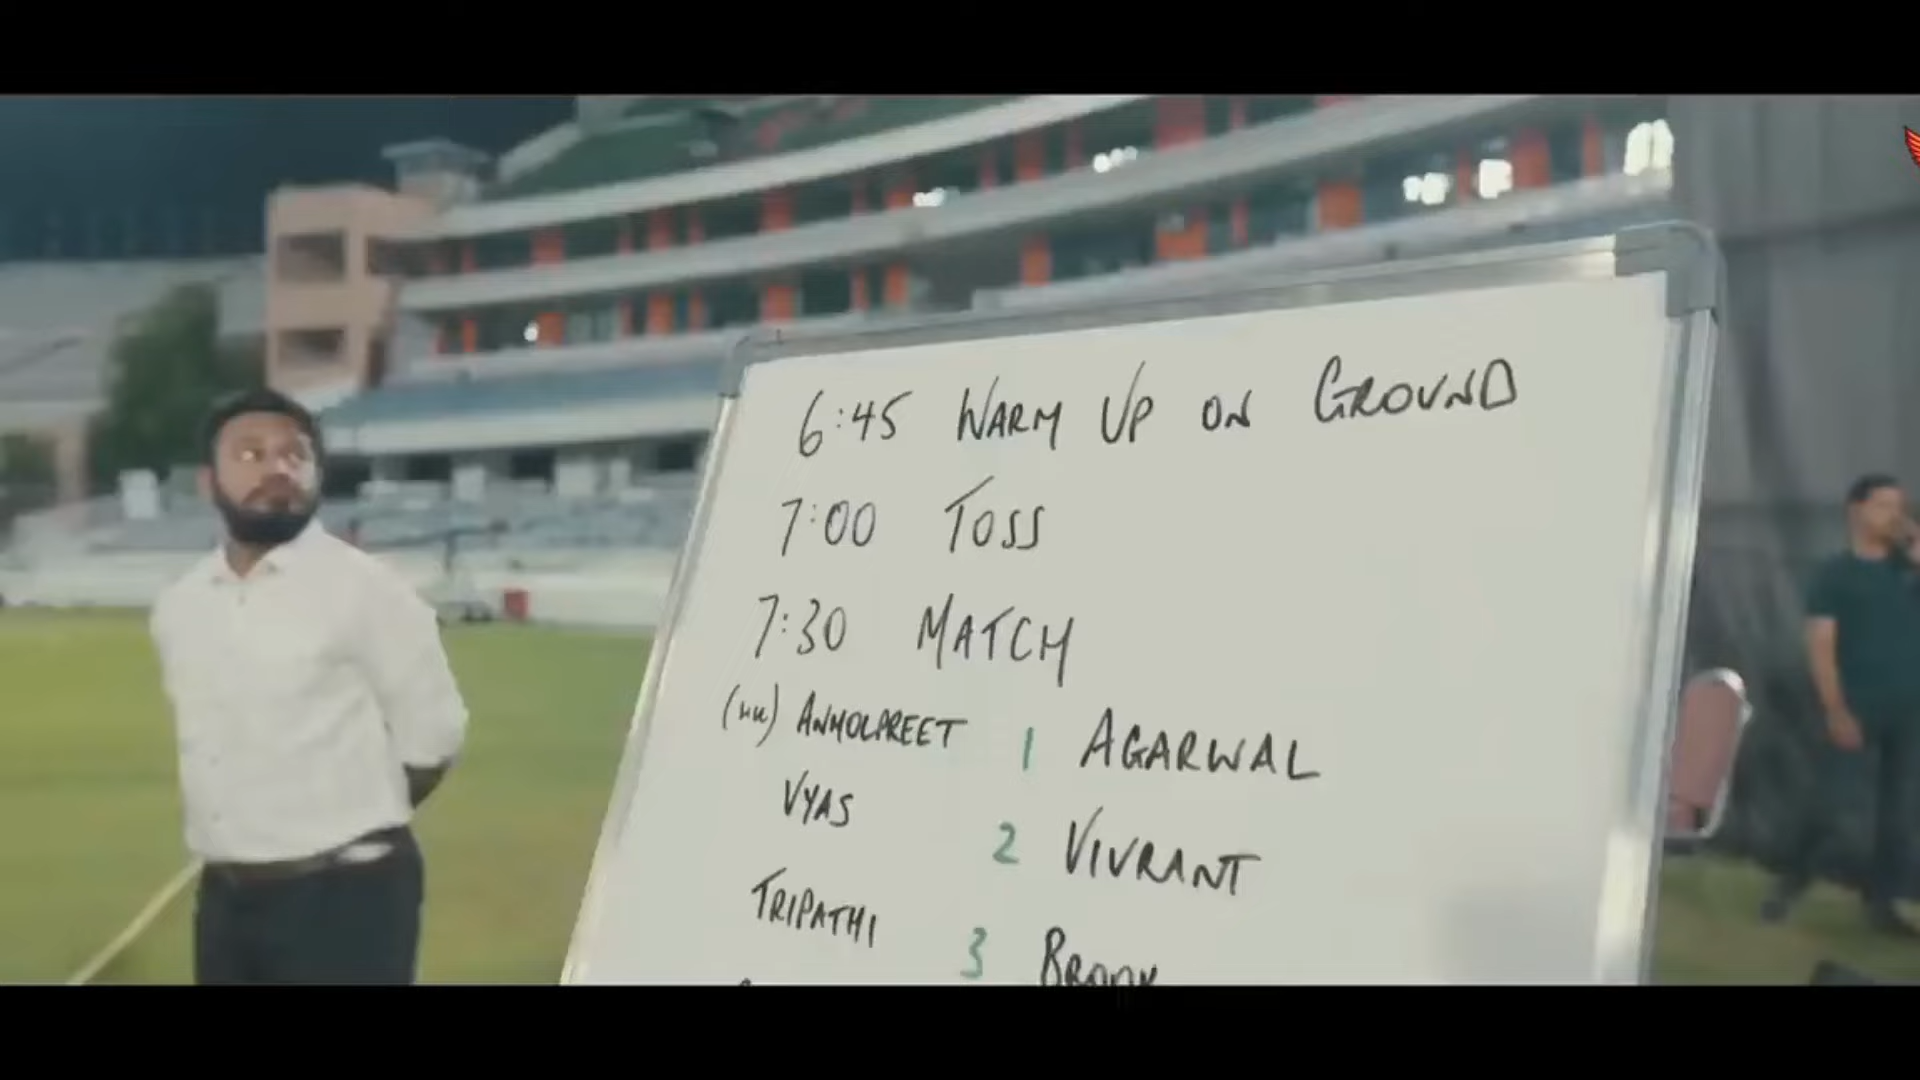 6:45 WARM UP ON GROUND
7:00 TOSS
7:30 MATCH
(WK) ANMOLPREET 1 AGARWAL
VYAS 2 VIVRANT
TRIPATHI 3 BROOK